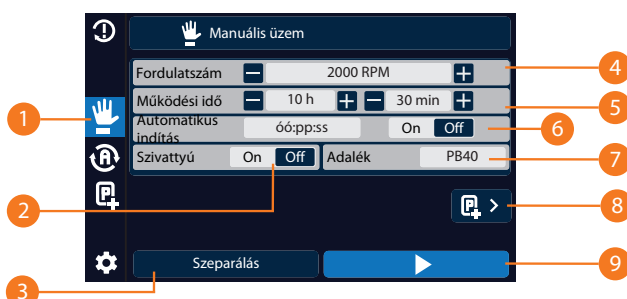 Manuális üzem
Fordulatszám 2000 RPM
Működési idő 10 h 30 min
Automatikus indítás óó:pp:ss On Off
Szivattyú On Off Adalék PB40
Szeparálás
1
2
3
4
5
6
7
8
9